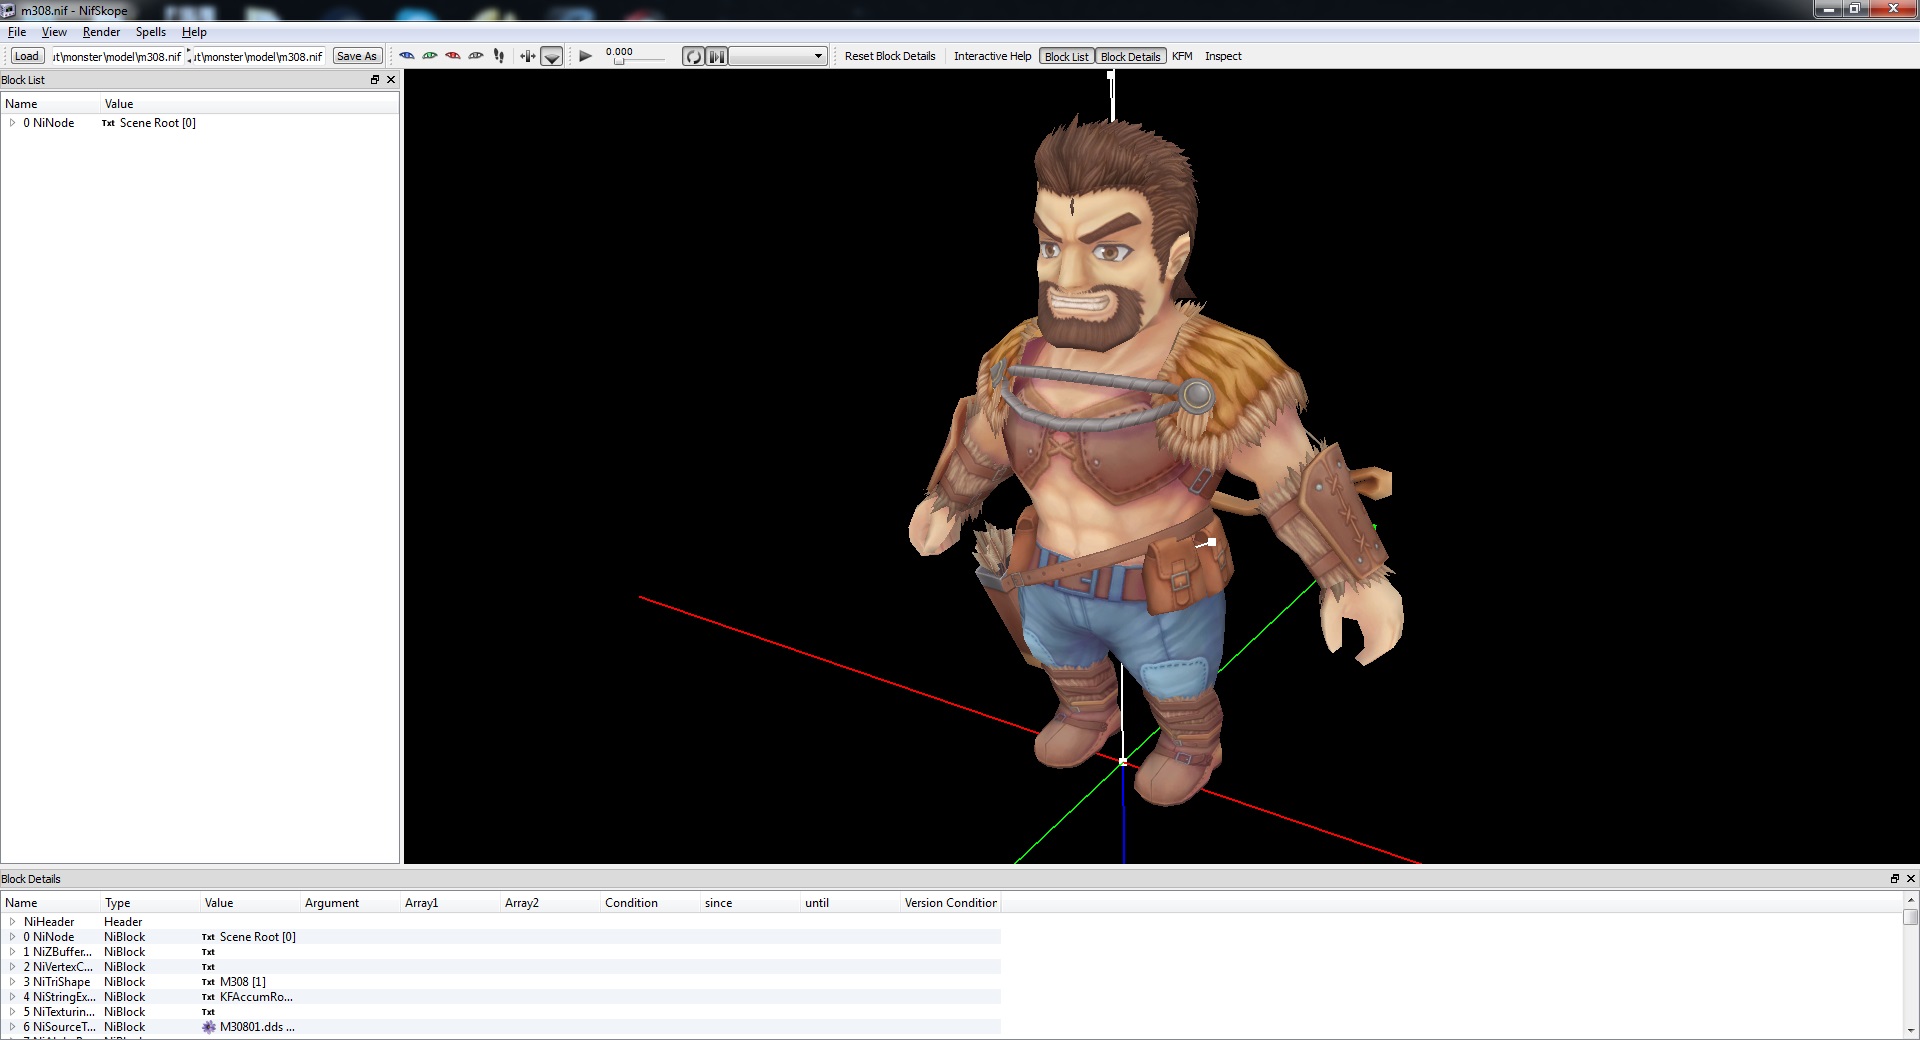 m308.nif - NifSkope
File View Render Spells Help
Load ut\monster\model\m308.nif ut\monster\model\m308.nif Save As 0.000 Reset Block Details Interactive Help Block List Block Details KFM Inspect
Block List
Name Value
0 NiNode Txt Scene Root [0]
Block Details
Name Type Value Argument Array1 Array2 Condition since until Version Condition
NiHeader Header
0 NiNode NiBlock Txt Scene Root [0]
1 NiZBuffer... NiBlock Txt
2 NiVertexC... NiBlock Txt
3 NiTriShape NiBlock Txt M308 [1]
4 NiStringEx... NiBlock Txt KFAccumRo...
5 NiTexturin... NiBlock Txt
6 NiSourceT... NiBlock M30801.dds ...